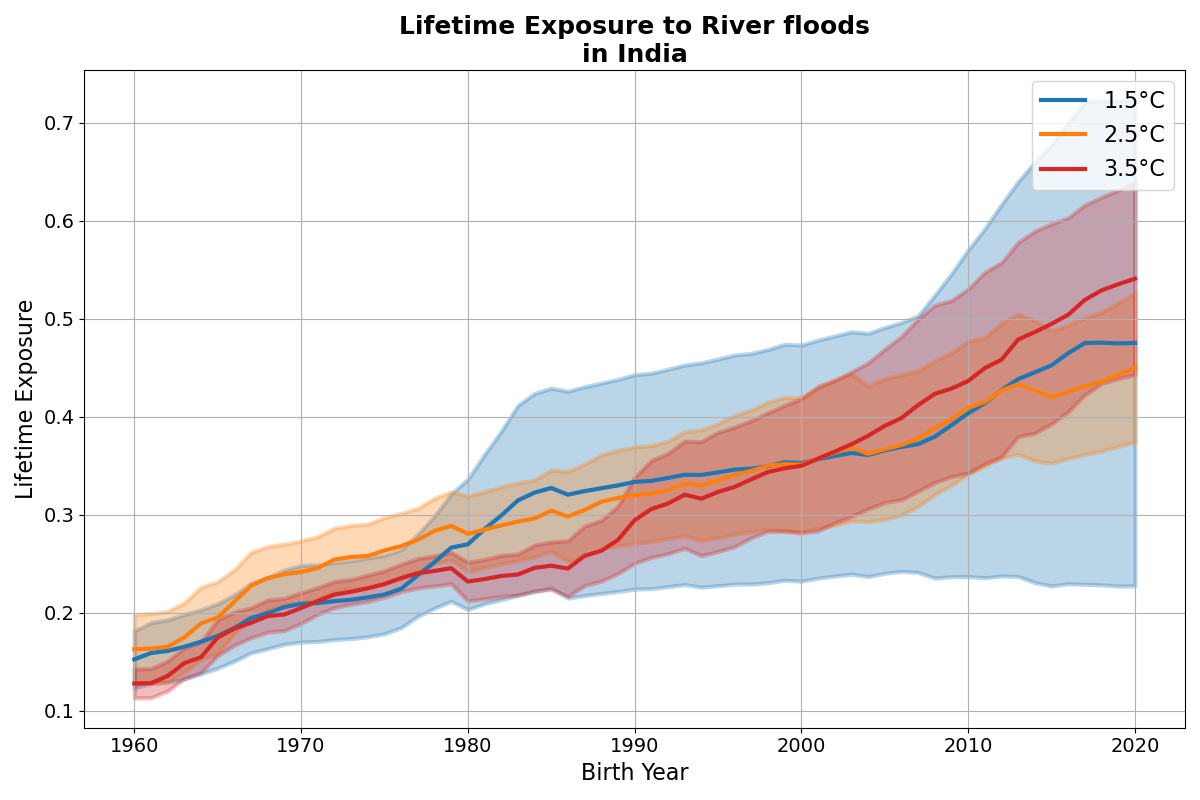 Lifetime Exposure to River floods
in India
Lifetime Exposure
0.7
0.6
0.5
0.4
0.3
0.2
0.1
1.5°C
2.5°C
3.5°C
1960
1970
1980
1990
2000
2010
2020
Birth Year